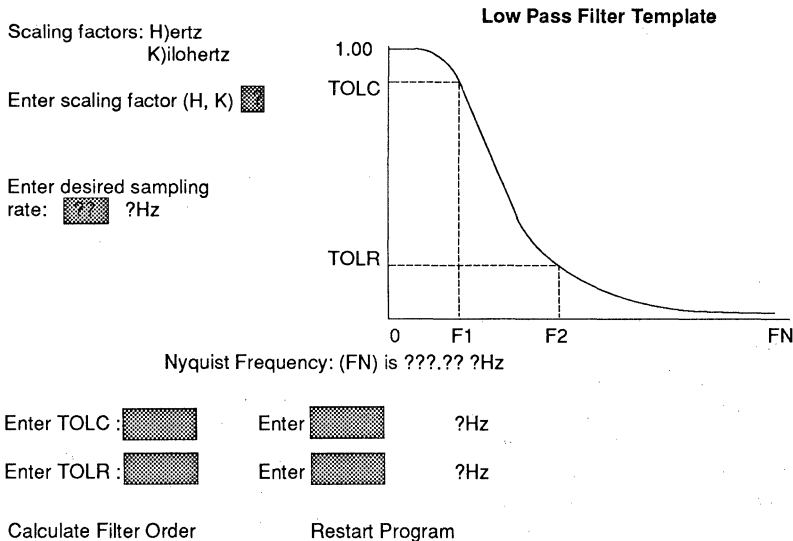 Low Pass Filter Template
Scaling factors: H)ertz
K)ilohertz
Enter scaling factor (H, K) ?
Enter desired sampling
rate: ?? ?Hz
1.00
TOLC
TOLR
0 F1 F2 FN
Nyquist Frequency: (FN) is ???.?? ?Hz
Enter TOLC : Enter ?Hz
Enter TOLR : Enter ?Hz
Calculate Filter Order Restart Program